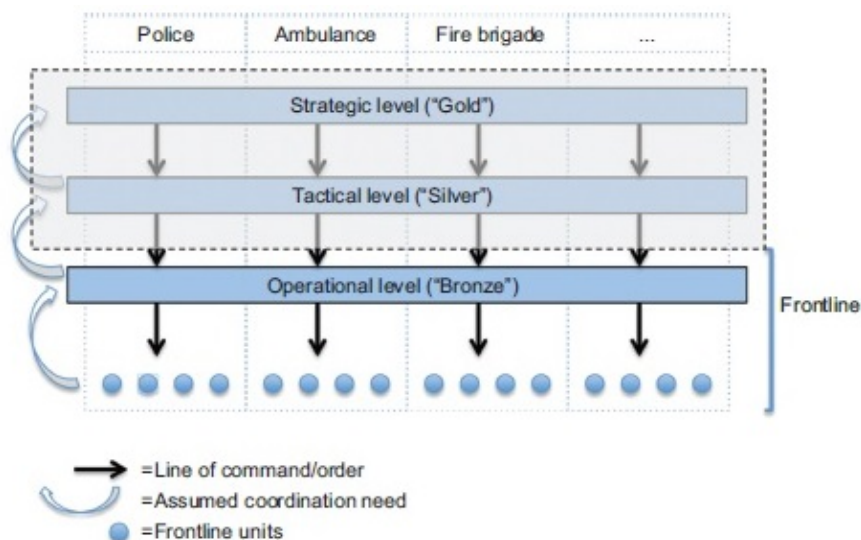 Police Ambulance Fire brigade ...
Strategic level ("Gold")
Tactical level ("Silver")
Operational level ("Bronze")
Frontline
=Line of command/order
=Assumed coordination need
=Frontline units